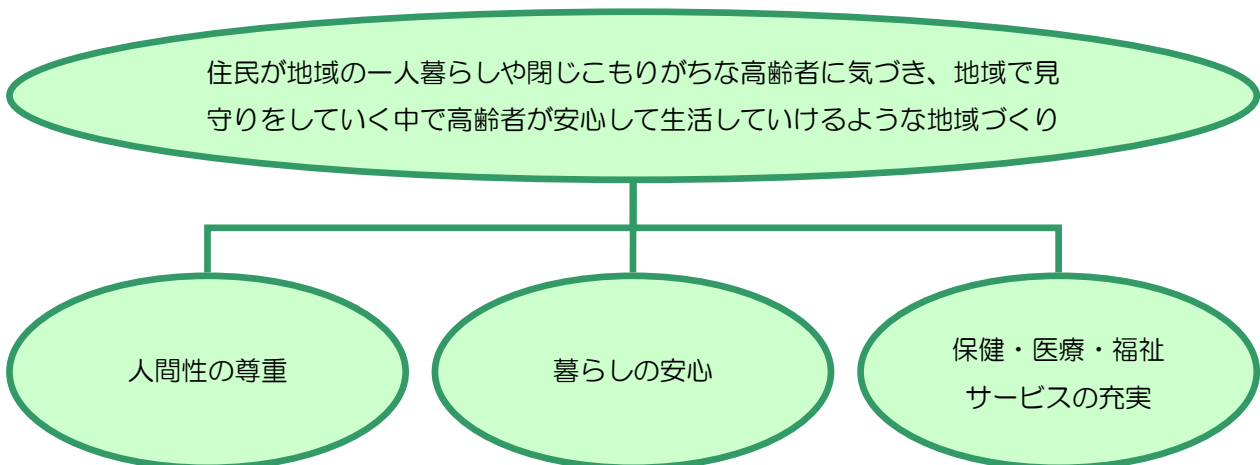 住民が地域の一人暮らしや閉じこもりがちな高齢者に気づき、地域で見
守りをしていく中で高齢者が安心して生活していけるような地域づくり
人間性の尊重
暮らしの安心
保健・医療・福祉
サービスの充実